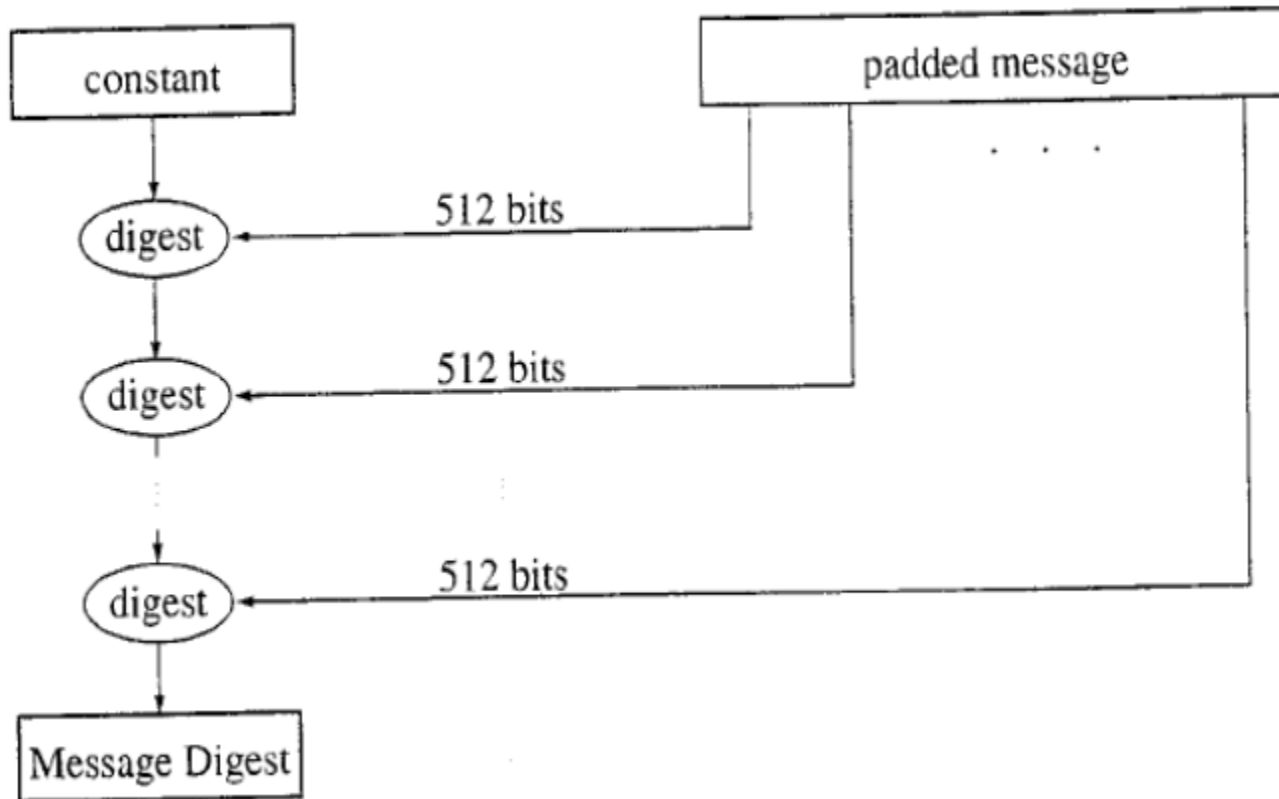 constant
padded message
. . .
512 bits
digest
512 bits
digest
512 bits
digest
Message Digest